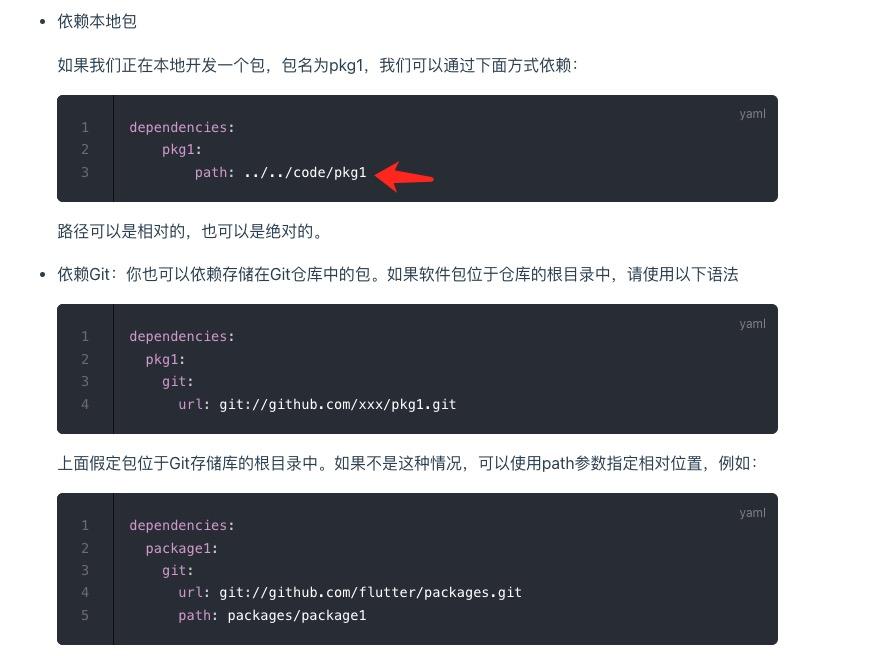 依赖本地包
如果我们正在本地开发一个包，包名为pkg1，我们可以通过下面方式依赖：
yaml
1 dependencies:
2     pkg1:
3         path: ../../code/pkg1
路径可以是相对的，也可以是绝对的。
依赖Git：你也可以依赖存储在Git仓库中的包。如果软件包位于仓库的根目录中，请使用以下语法
yaml
1 dependencies:
2   pkg1:
3     git:
4       url: git://github.com/xxx/pkg1.git
上面假定包位于Git存储库的根目录中。如果不是这种情况，可以使用path参数指定相对位置，例如：
yaml
1 dependencies:
2   package1:
3     git:
4       url: git://github.com/flutter/packages.git
5       path: packages/package1